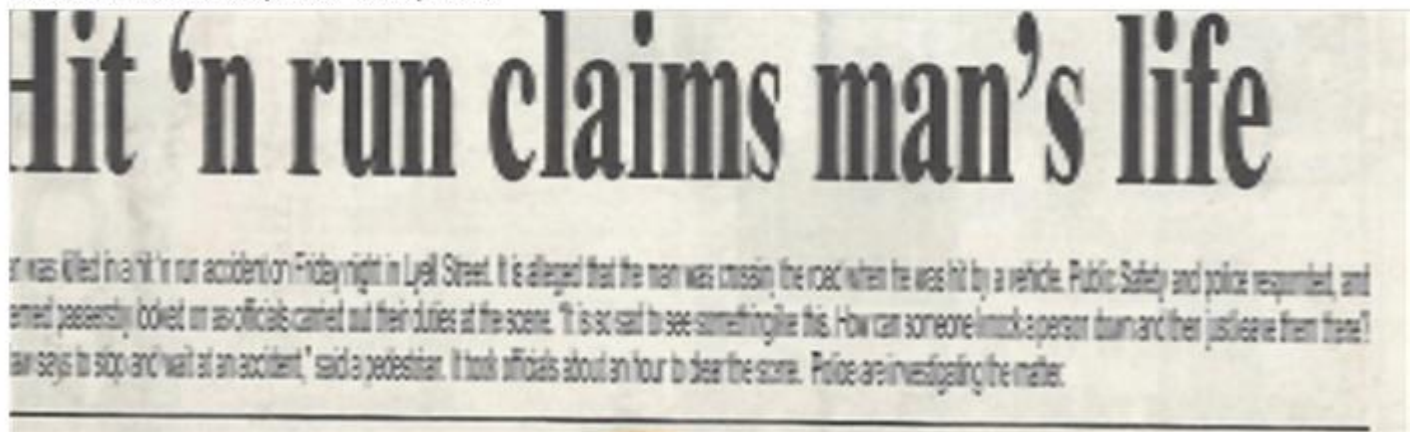 Hit 'n run claims man's life
was killed in a hit 'n run accident on Friday night in Lyell Street. It is alleged that the man was crossin the road when he was hit by a vehicle. Public Safety and police responded, and
passersby looked on as officials carried out their duties at the scene. "It is so sad to see something like this. How can someone knock a person down and then just leave them there?
says to stop and wait at an accident," said a pedestrian. It took officials about an hour to clear the scene. Police are investigating the matter.